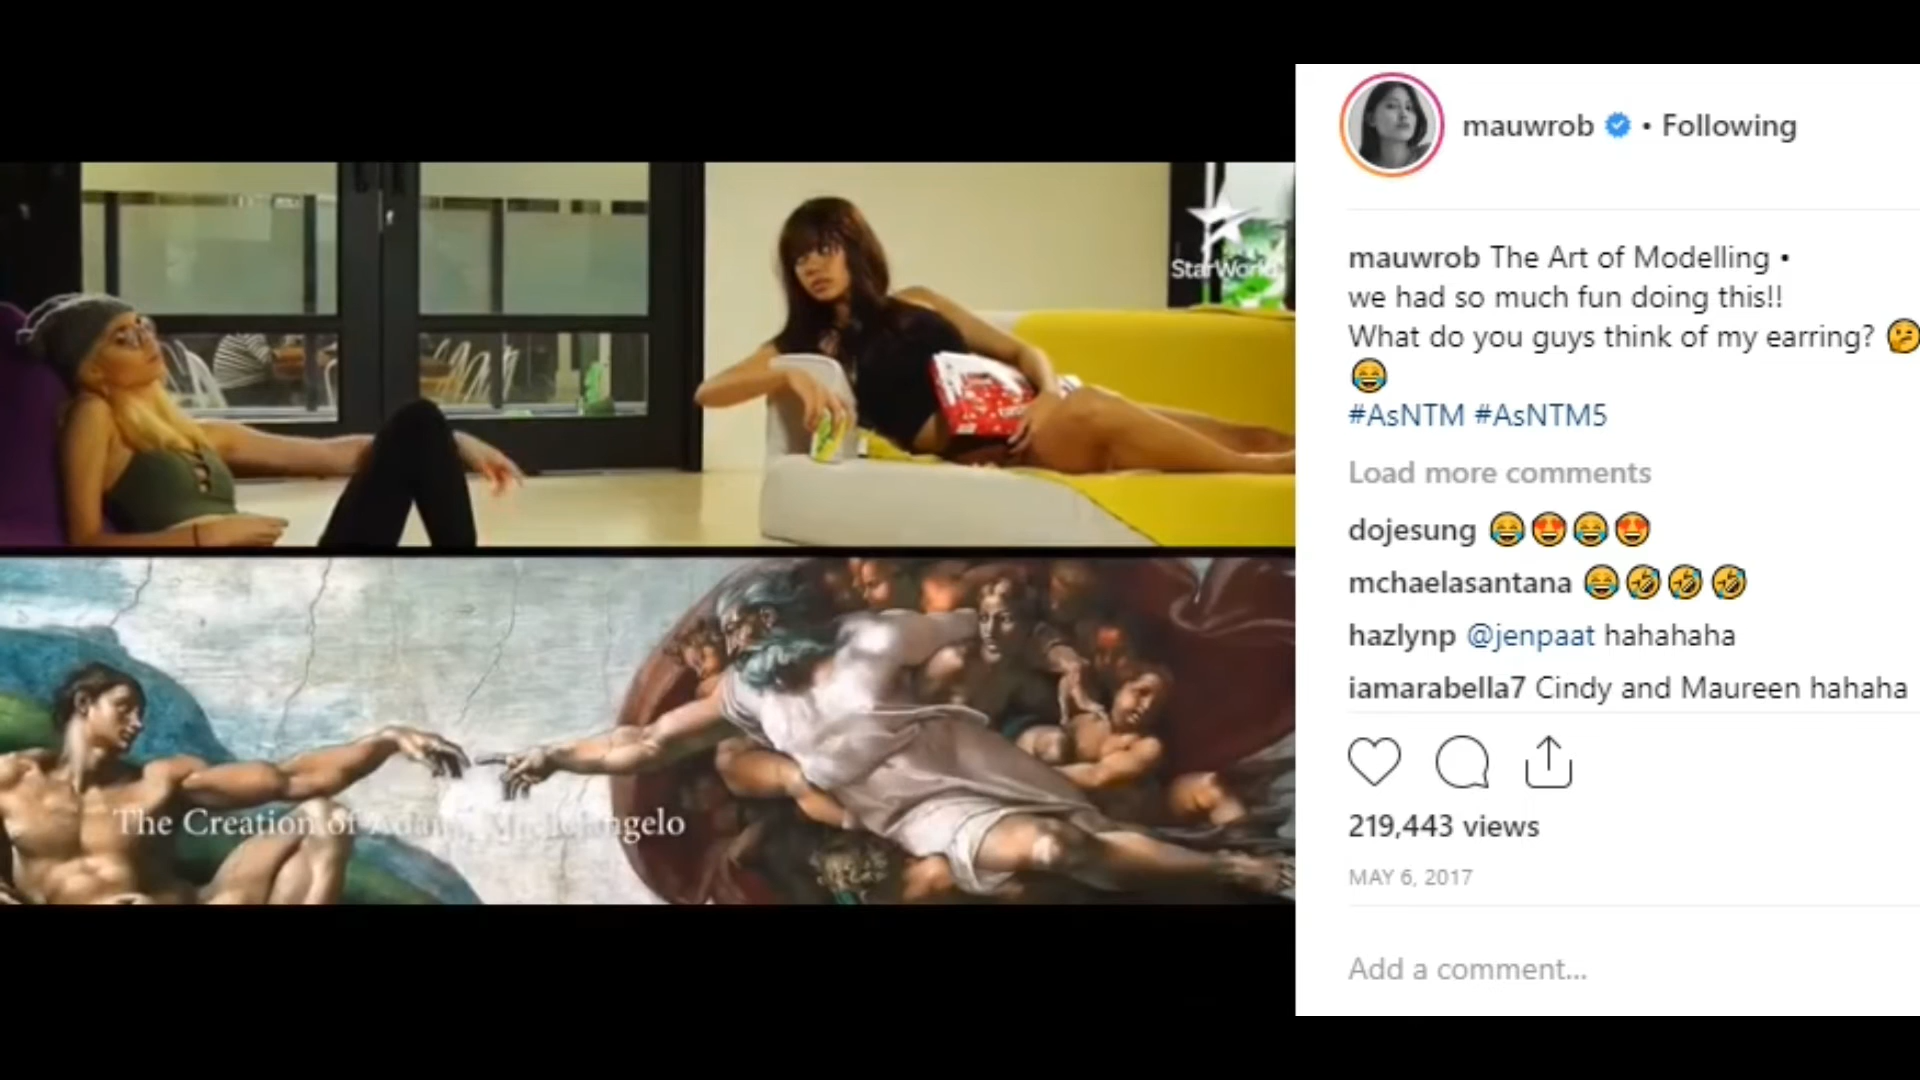 StarWorld
The Creation of Adam, Michelangelo
mauwrob • Following
mauwrob The Art of Modelling •
we had so much fun doing this!!
What do you guys think of my earring? 🤔
😂
#AsNTM #AsNTM5
Load more comments
dojesung 😂😍😂😍
mchaelasantana 😂🤣🤣🤣
hazlynp @jenpaat hahahaha
iamarabella7 Cindy and Maureen hahaha
219,443 views
MAY 6, 2017
Add a comment...